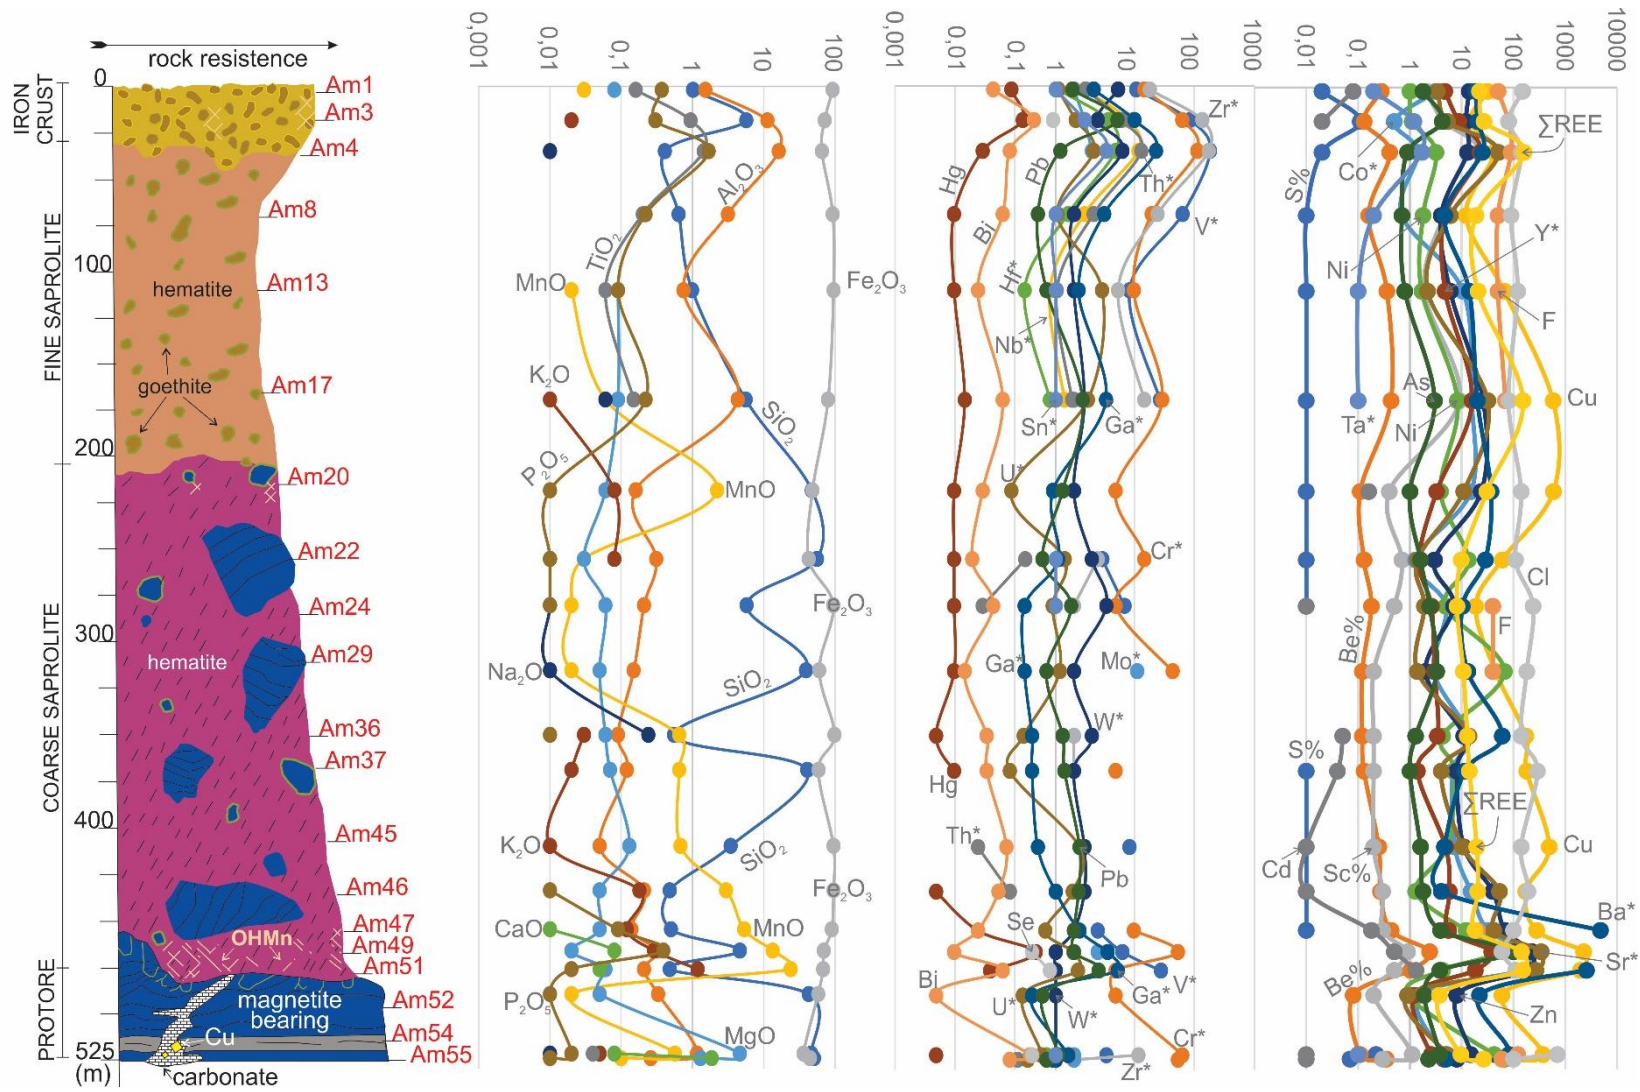 rock resistence
0
100
200
300
400
525
(m)
IRON
CRUST
FINE SAPROLITE
COARSE SAPROLITE
PROTORE
Am1
Am3
Am4
Am8
Am13
Am17
Am20
Am22
Am24
Am29
Am36
Am37
Am45
Am46
Am47
Am49
Am51
Am52
Am54
Am55
hematite
goethite
hematite
OHMn
magnetite
bearing
Cu
carbonate
0,001
0,01
0,1
1
10
100
Al₂O₃
TiO₂
MnO
Fe₂O₃
K₂O
SiO₂
P₂O₅
MnO
Fe₂O₃
Na₂O
SiO₂
K₂O
SiO₂
Fe₂O₃
CaO
MnO
P₂O₅
MgO
0,001
0,01
0,1
1
10
100
1000
Zr*
Hg
Pb
Th*
Bi
V*
Hf*
Nb*
Sn*
Ga*
U*
Cr*
Ga*
Mo*
W*
Hg
Th*
Pb
Se
Bi
V*
Ga*
U*
W*
Cr*
Zr*
0,01
0,1
1
10
100
1000
10000
∑REE
S%
Co*
Y*
Ni
F
As
Cu
Ta*
Ni
Cl
Be%
F
S%
∑REE
Cu
Cd
Sc%
Ba*
Sr*
Be%
Zn